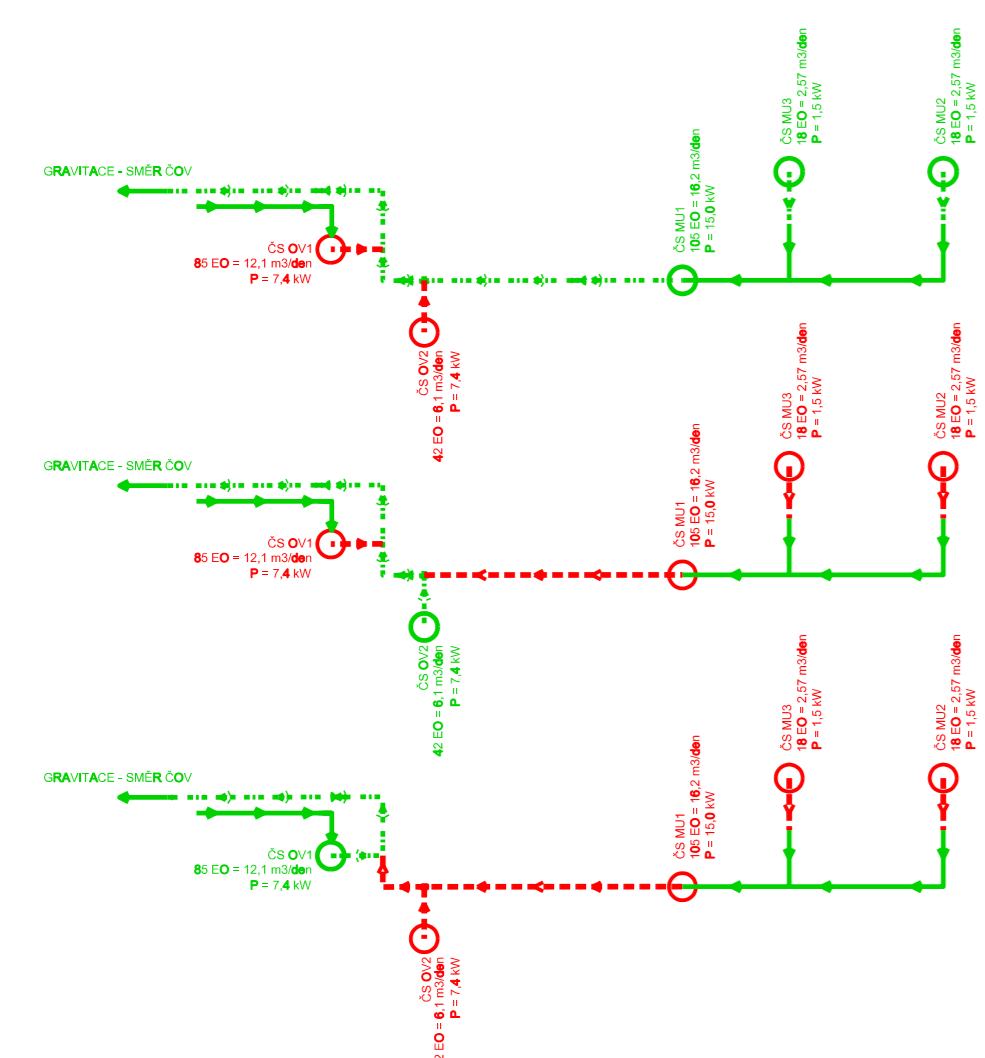 GRAVITACE - SMĚR ČOV
ČS OV1
85 EO = 12,1 m3/den
P = 7,4 kW
ČS OV2
42 EO = 6,1 m3/den
P = 7,4 kW
ČS MU1
105 EO = 16,2 m3/den
P = 15,0 kW
ČS MU3
18 EO = 2,57 m3/den
P = 1,5 kW
ČS MU2
18 EO = 2,57 m3/den
P = 1,5 kW
GRAVITACE - SMĚR ČOV
ČS OV1
85 EO = 12,1 m3/den
P = 7,4 kW
ČS OV2
42 EO = 6,1 m3/den
P = 7,4 kW
ČS MU1
105 EO = 16,2 m3/den
P = 15,0 kW
ČS MU3
18 EO = 2,57 m3/den
P = 1,5 kW
ČS MU2
18 EO = 2,57 m3/den
P = 1,5 kW
GRAVITACE - SMĚR ČOV
ČS OV1
85 EO = 12,1 m3/den
P = 7,4 kW
ČS OV2
2 EO = 6,1 m3/den
P = 7,4 kW
ČS MU1
105 EO = 16,2 m3/den
P = 15,0 kW
ČS MU3
18 EO = 2,57 m3/den
P = 1,5 kW
ČS MU2
18 EO = 2,57 m3/den
P = 1,5 kW